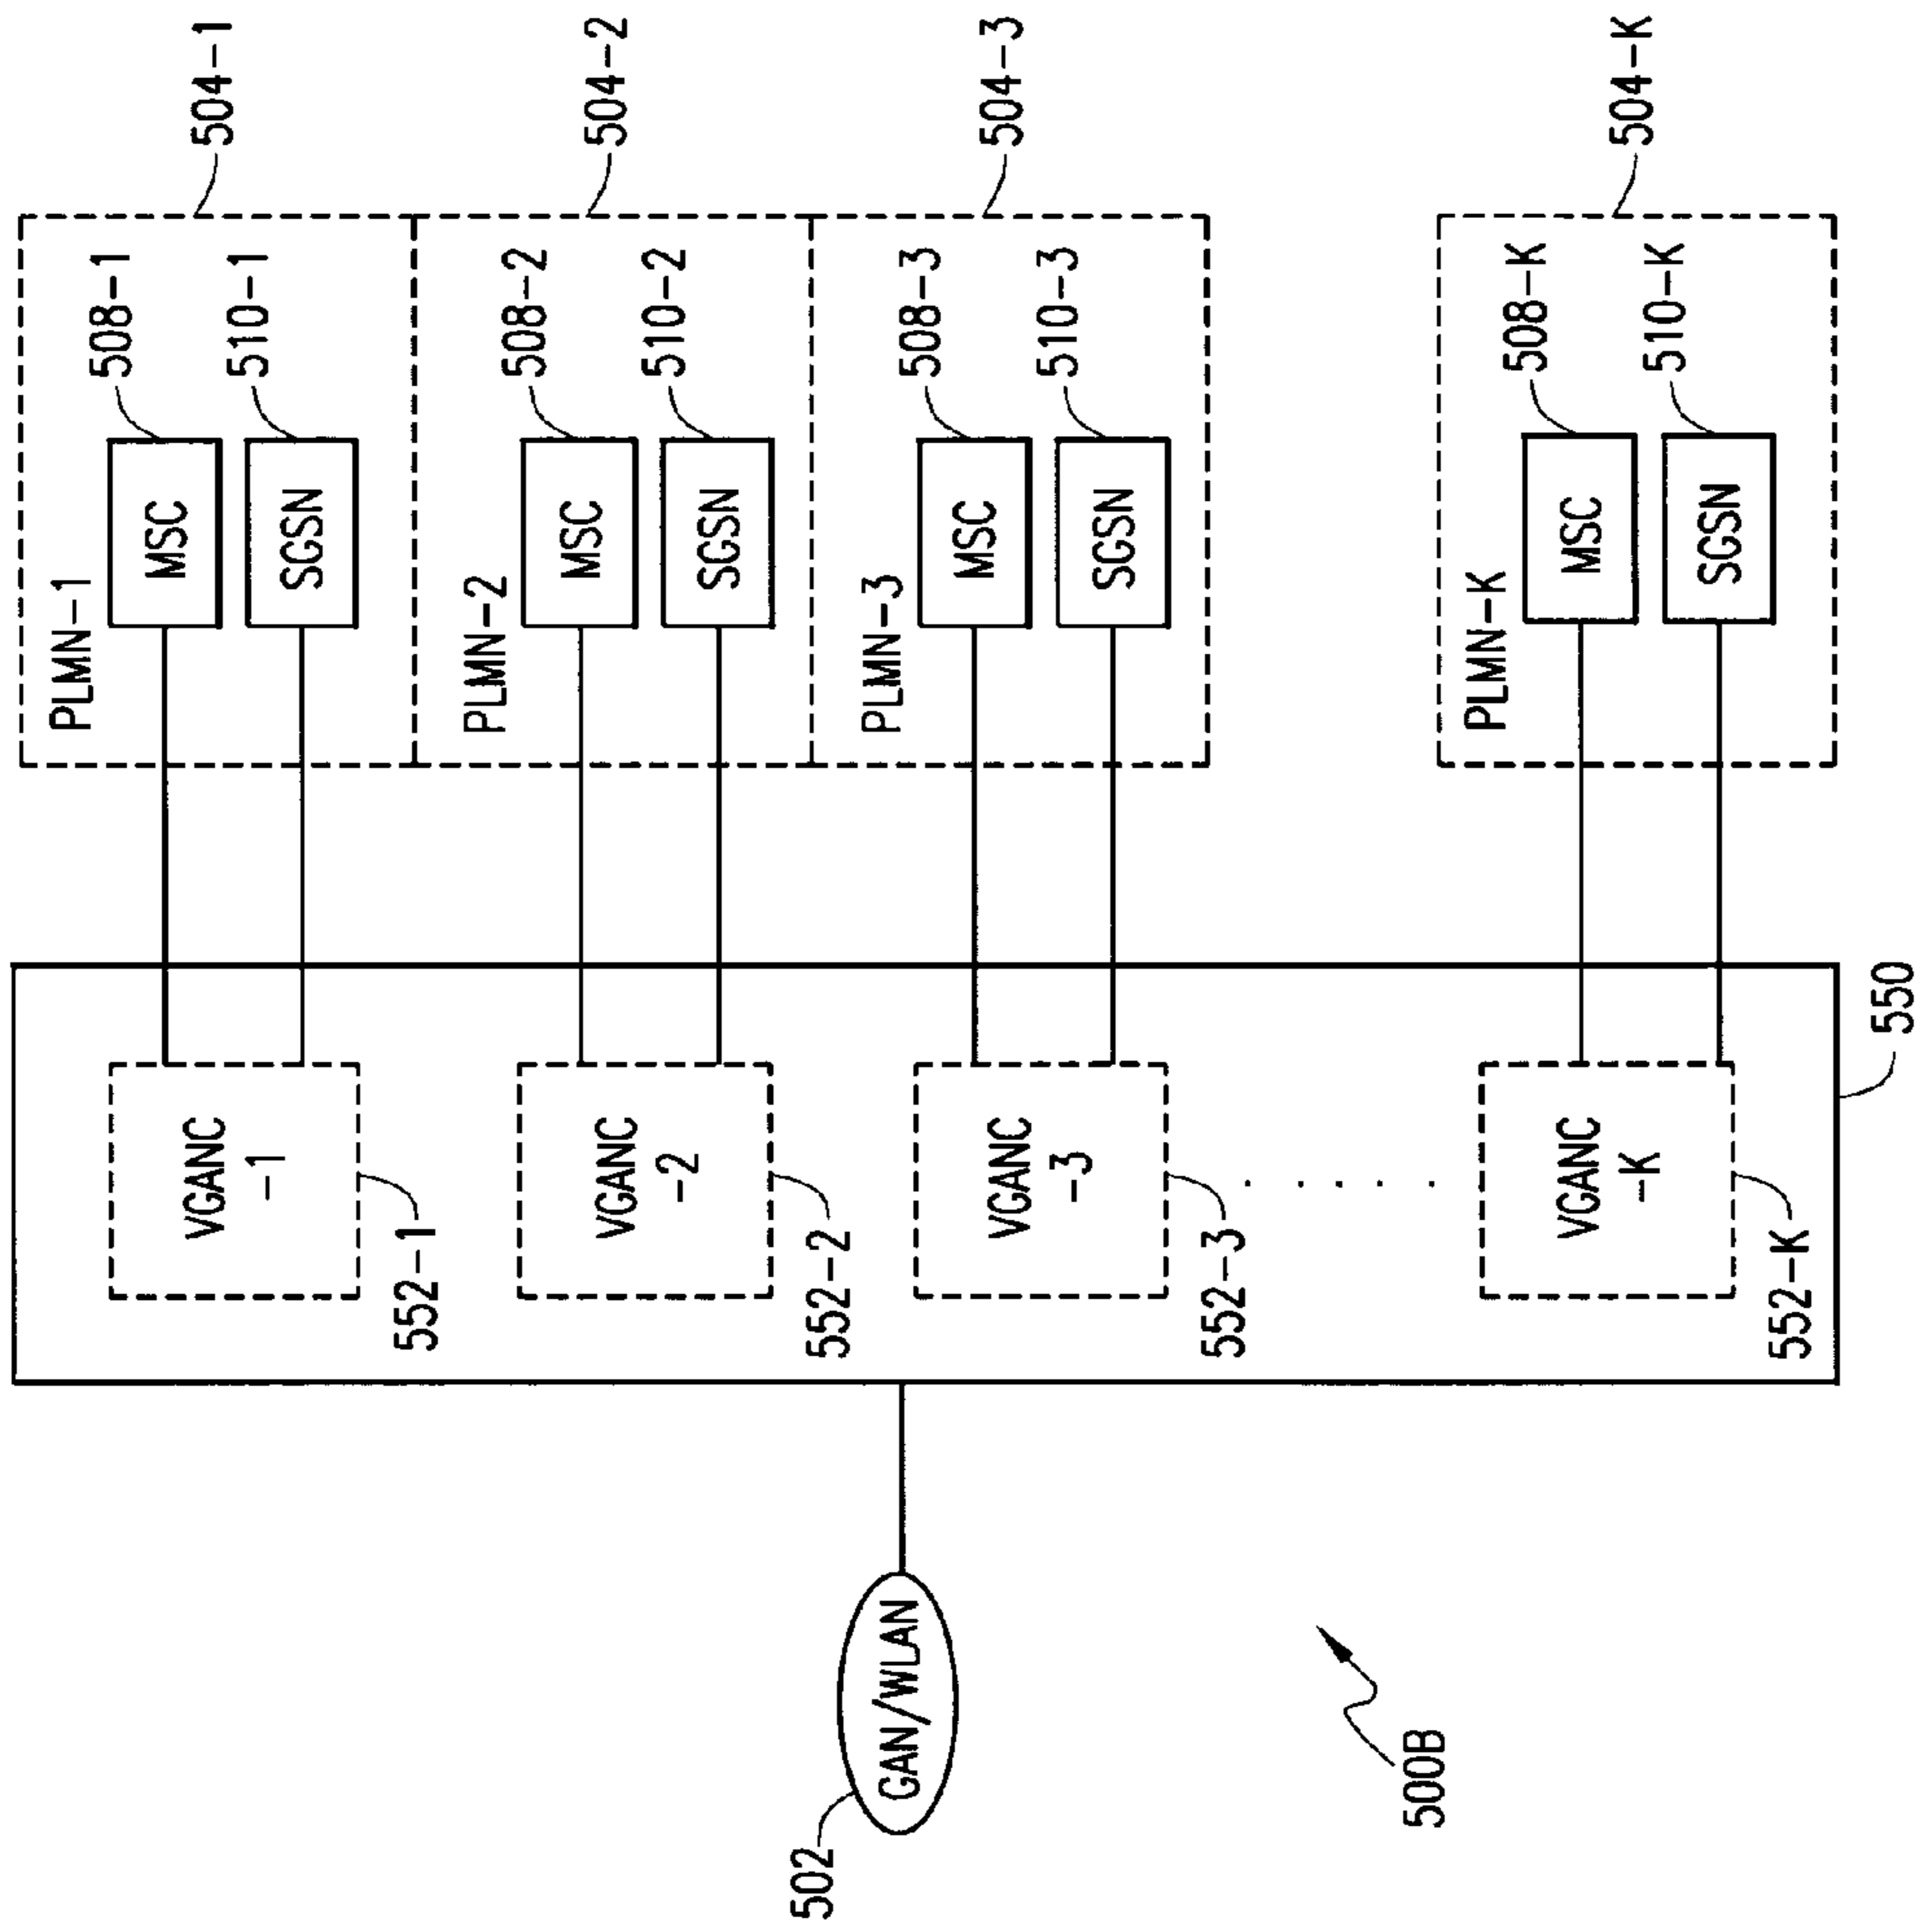 504-1
504-2
504-3
504-K
PLMN-1
508-1
MSC
510-1
SGSN
PLMN-2
508-2
MSC
510-2
SGSN
PLMN-3
508-3
MSC
510-3
SGSN
PLMN-K
508-K
MSC
510-K
SGSN
VGANC
-1
552-1
VGANC
-2
552-2
VGANC
-3
552-3
. . . . .
VGANC
-K
552-K
550
GAN/WLAN
502
500B